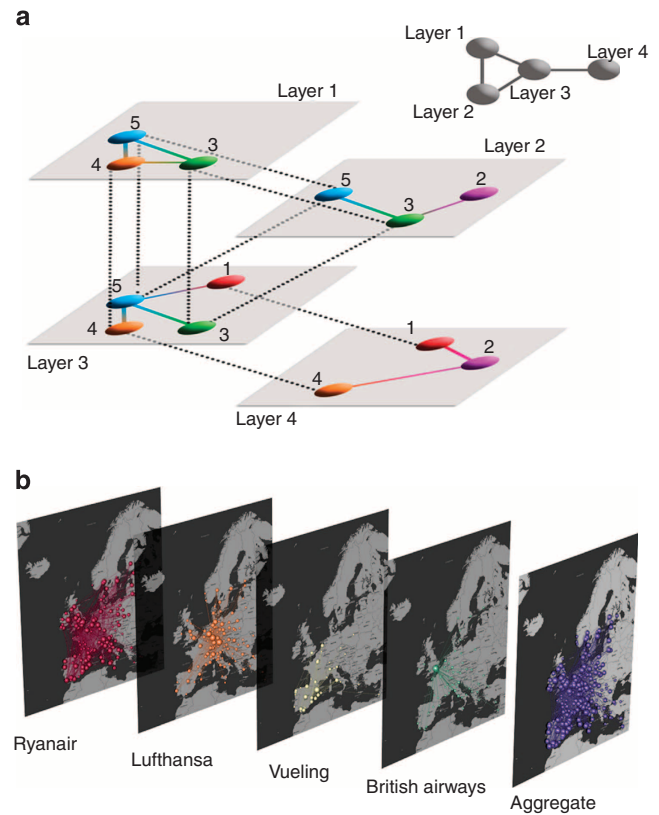 a
Layer 1
Layer 4
Layer 3
Layer 2
Layer 1
5
4
3
Layer 2
5
3
2
5
1
4
3
Layer 3
1
2
4
Layer 4
b
Ryanair
Lufthansa
Vueling
British airways
Aggregate